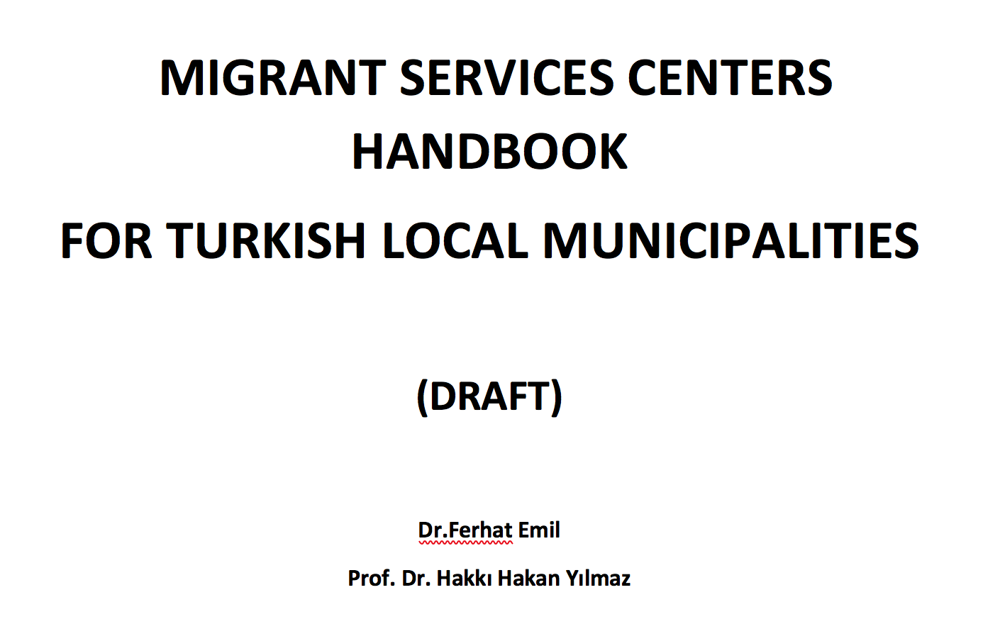 MIGRANT SERVICES CENTERS
HANDBOOK
FOR TURKISH LOCAL MUNICIPALITIES
(DRAFT)
Dr.Ferhat Emil
Prof. Dr. Hakkı Hakan Yılmaz